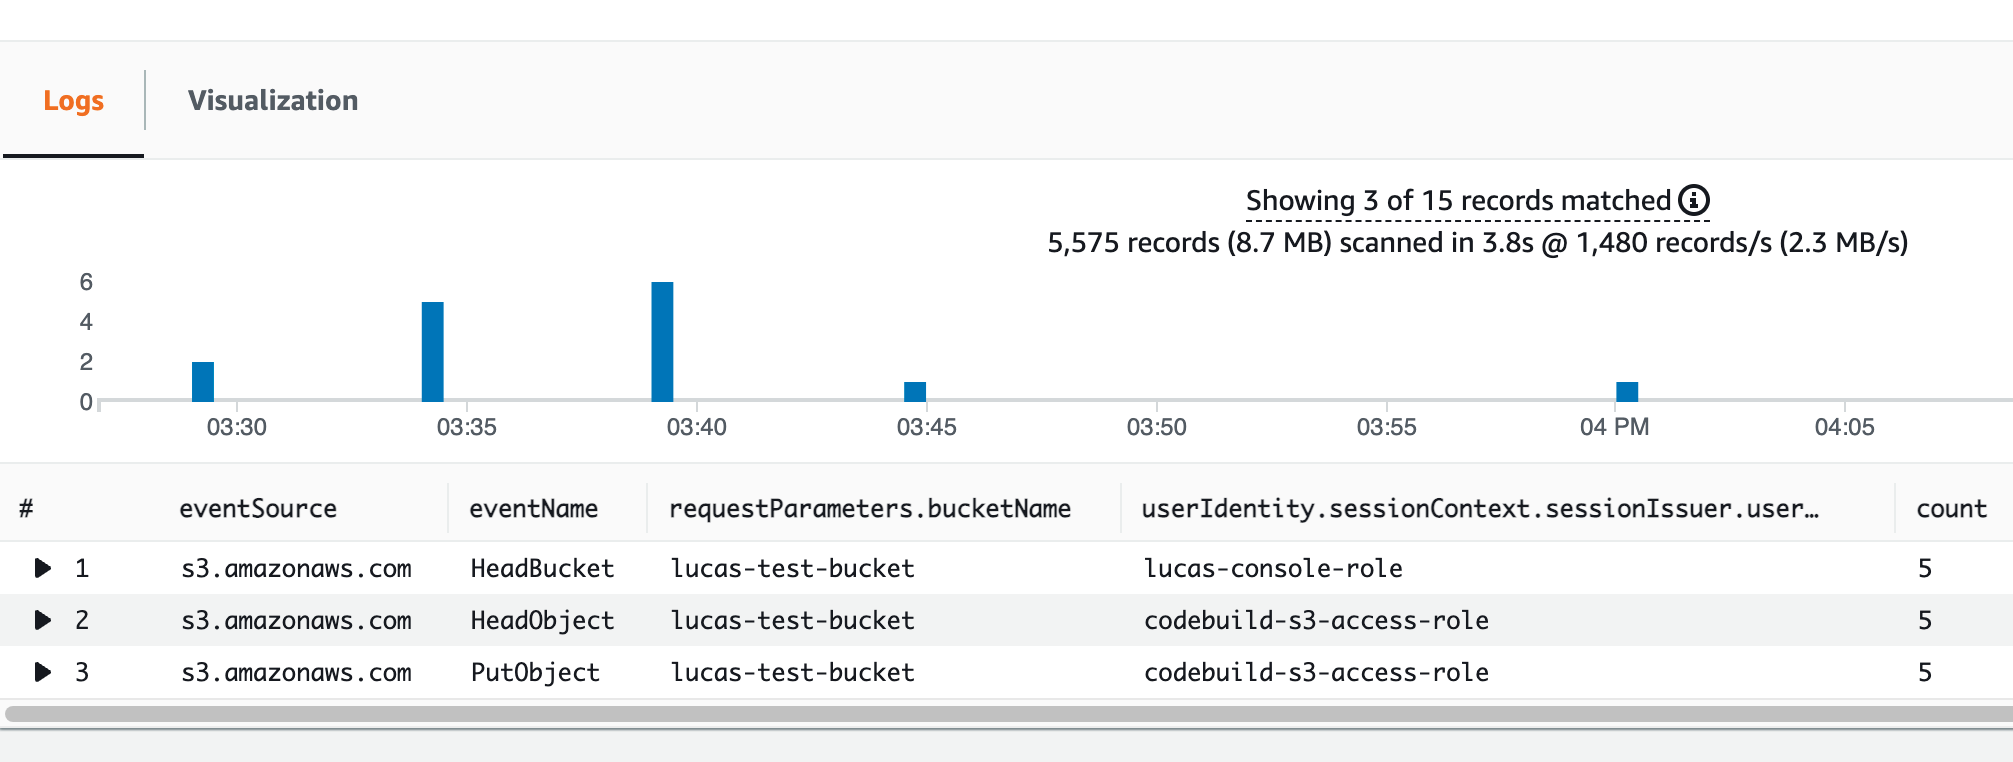 Logs Visualization
Showing 3 of 15 records matched
5,575 records (8.7 MB) scanned in 3.8s @ 1,480 records/s (2.3 MB/s)
6
4
2
0
03:30 03:35 03:40 03:45 03:50 03:55 04 PM 04:05
# eventSource eventName requestParameters.bucketName userIdentity.sessionContext.sessionIssuer.user… count
1 s3.amazonaws.com HeadBucket lucas-test-bucket lucas-console-role 5
2 s3.amazonaws.com HeadObject lucas-test-bucket codebuild-s3-access-role 5
3 s3.amazonaws.com PutObject lucas-test-bucket codebuild-s3-access-role 5